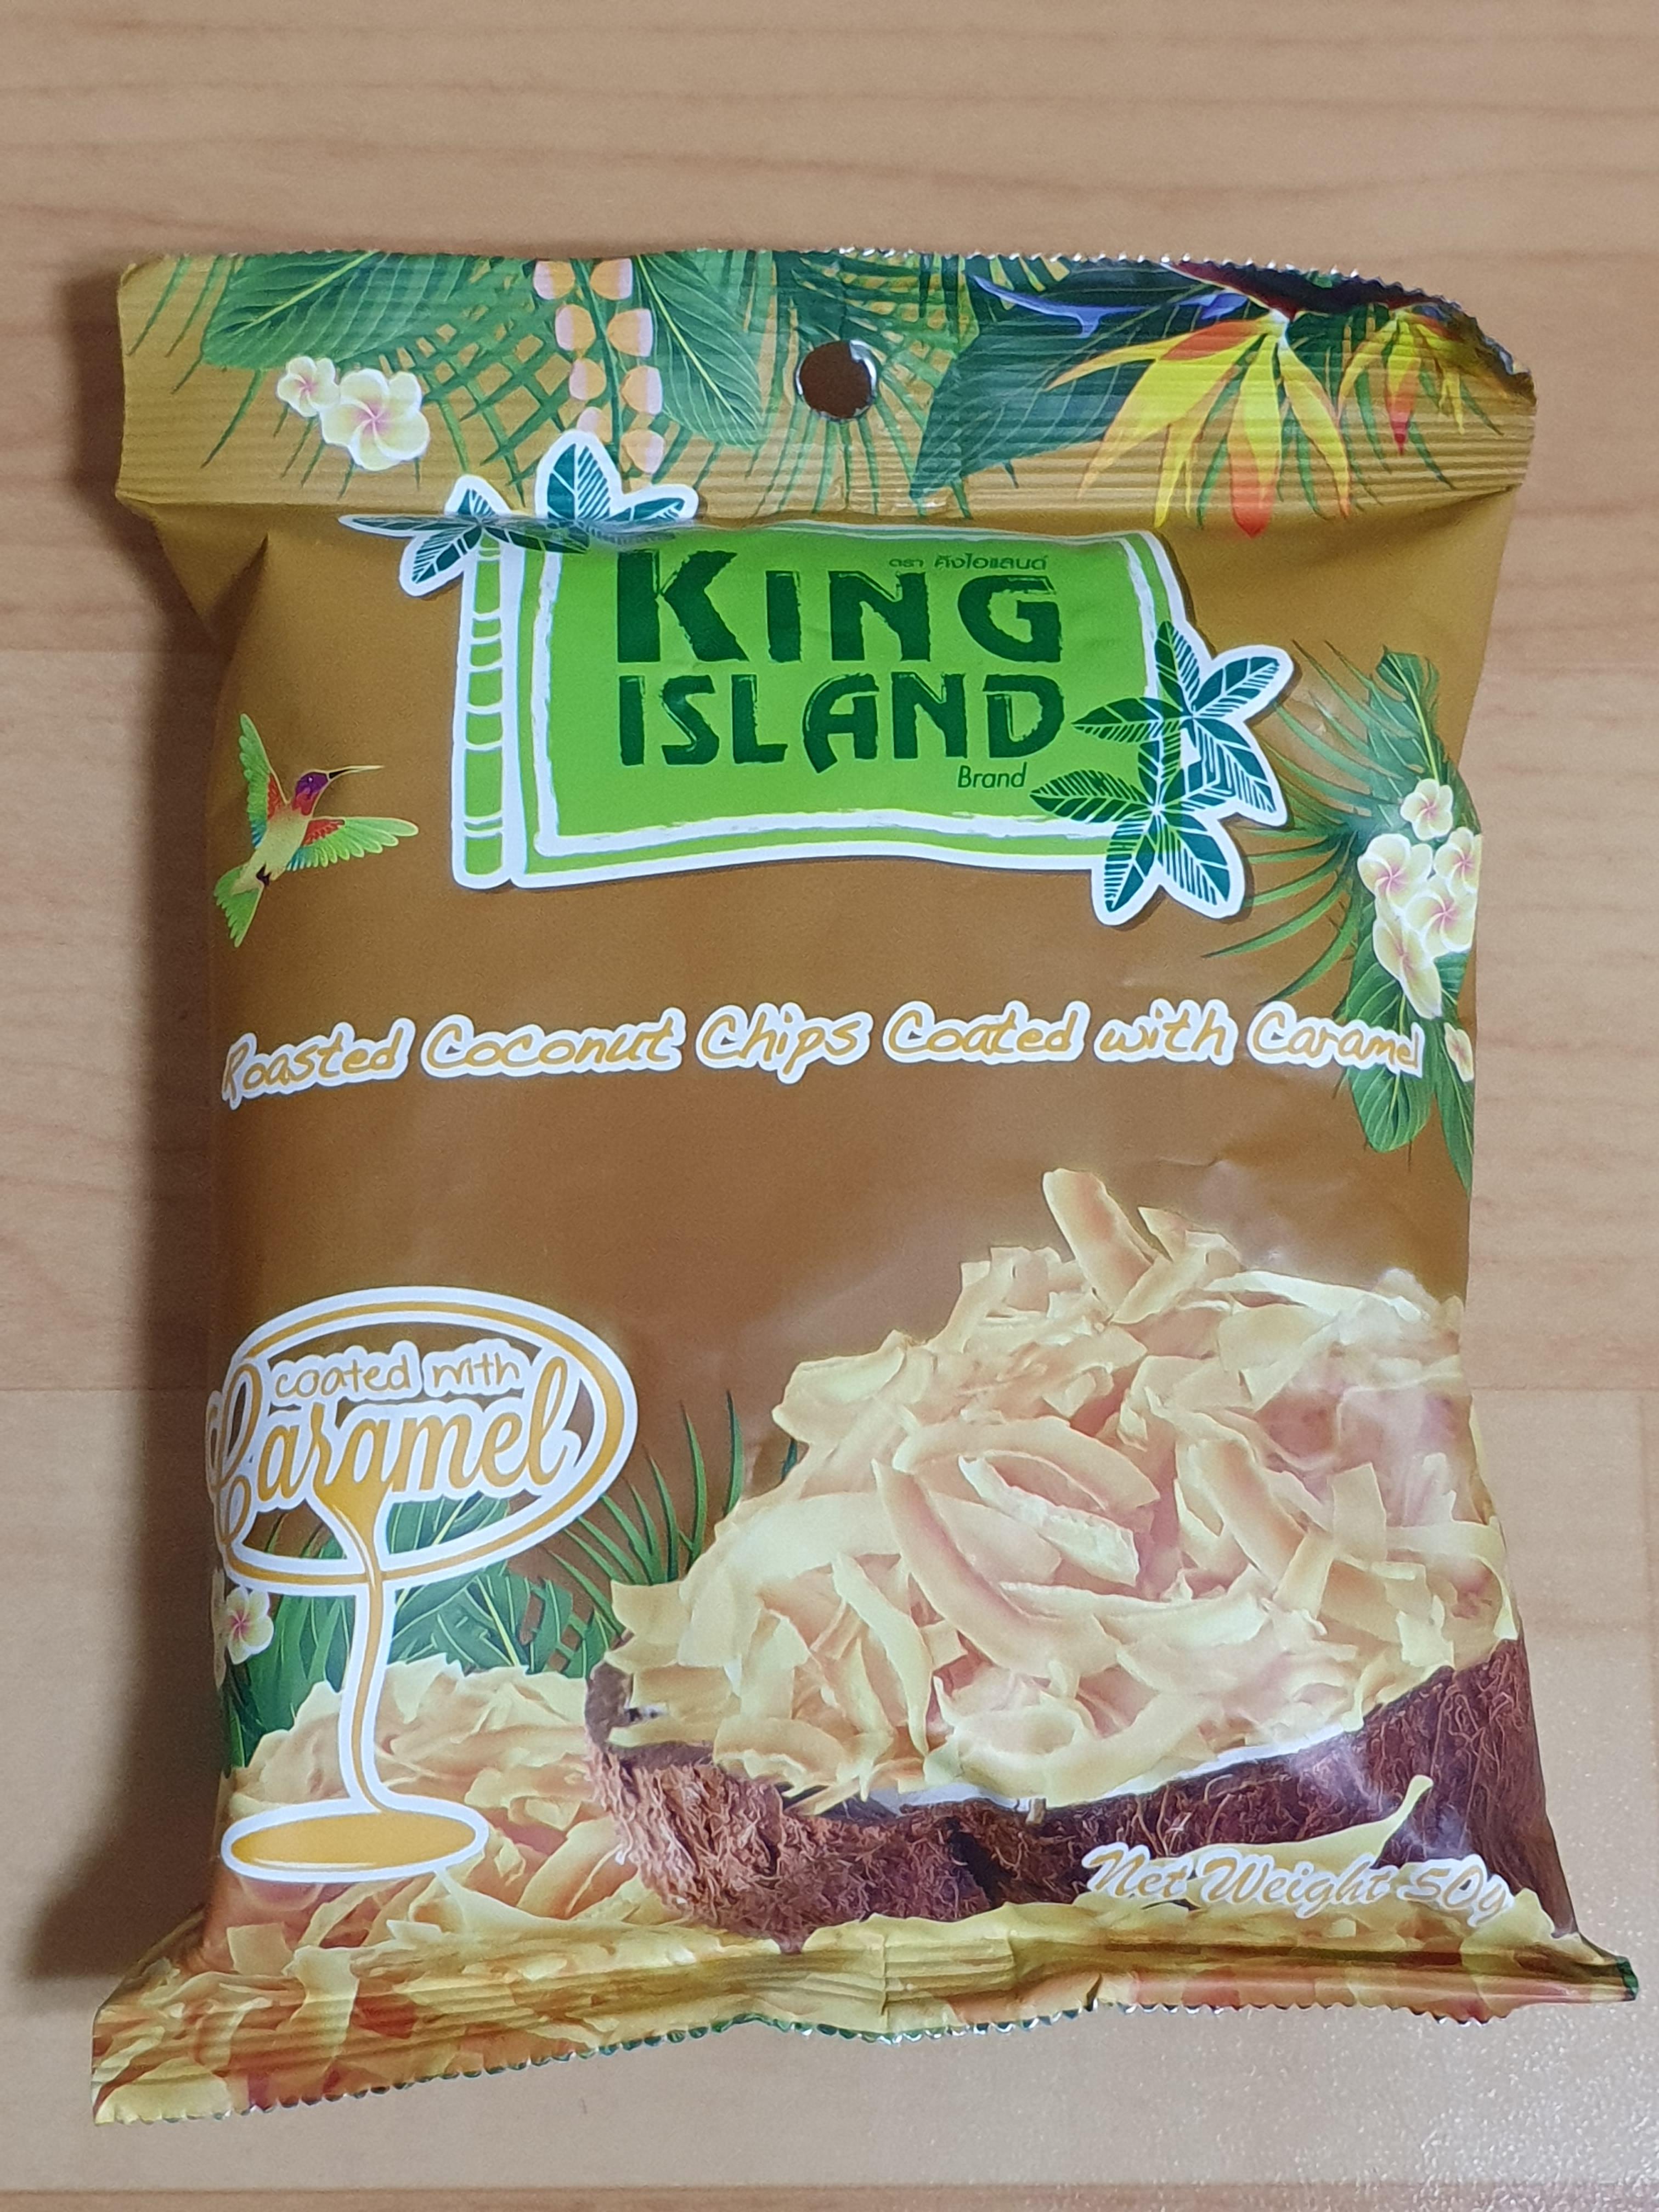 ตรา คิงไอแลนด์
KING
ISLAND
Brand
Roasted Coconut Chips Coated with Caramel
coated with
Caramel
Net Weight 50g